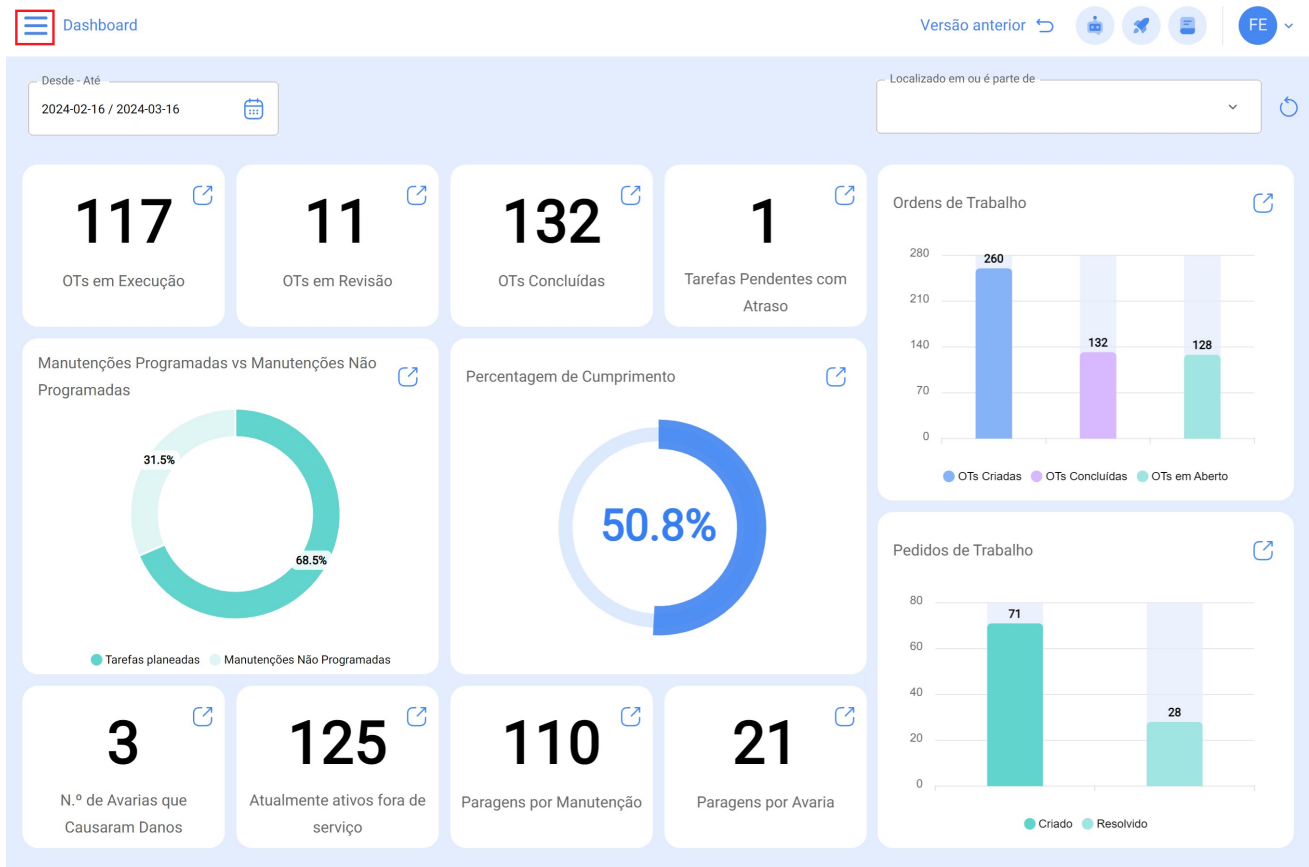 Dashboard
Versão anterior
FE
Desde - Até
2024-02-16 / 2024-03-16
Localizado em ou é parte de
117
OTs em Execução
11
OTs em Revisão
132
OTs Concluídas
1
Tarefas Pendentes com
Atraso
Ordens de Trabalho
280
210
140
70
0
260
132
128
OTs Criadas
OTs Concluídas
OTs em Aberto
Manutenções Programadas vs Manutenções Não
Programadas
31.5%
68.5%
Tarefas planeadas
Manutenções Não Programadas
Percentagem de Cumprimento
50.8%
Pedidos de Trabalho
80
60
40
20
0
71
28
Criado
Resolvido
3
N.º de Avarias que
Causaram Danos
125
Atualmente ativos fora de
serviço
110
Paragens por Manutenção
21
Paragens por Avaria